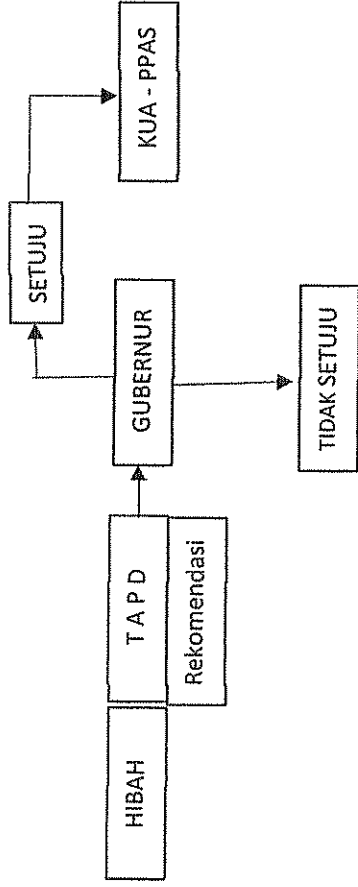 HIBAH
T A P D
Rekomendasi
GUBERNUR
SETUJU
KUA - PPAS
TIDAK SETUJU